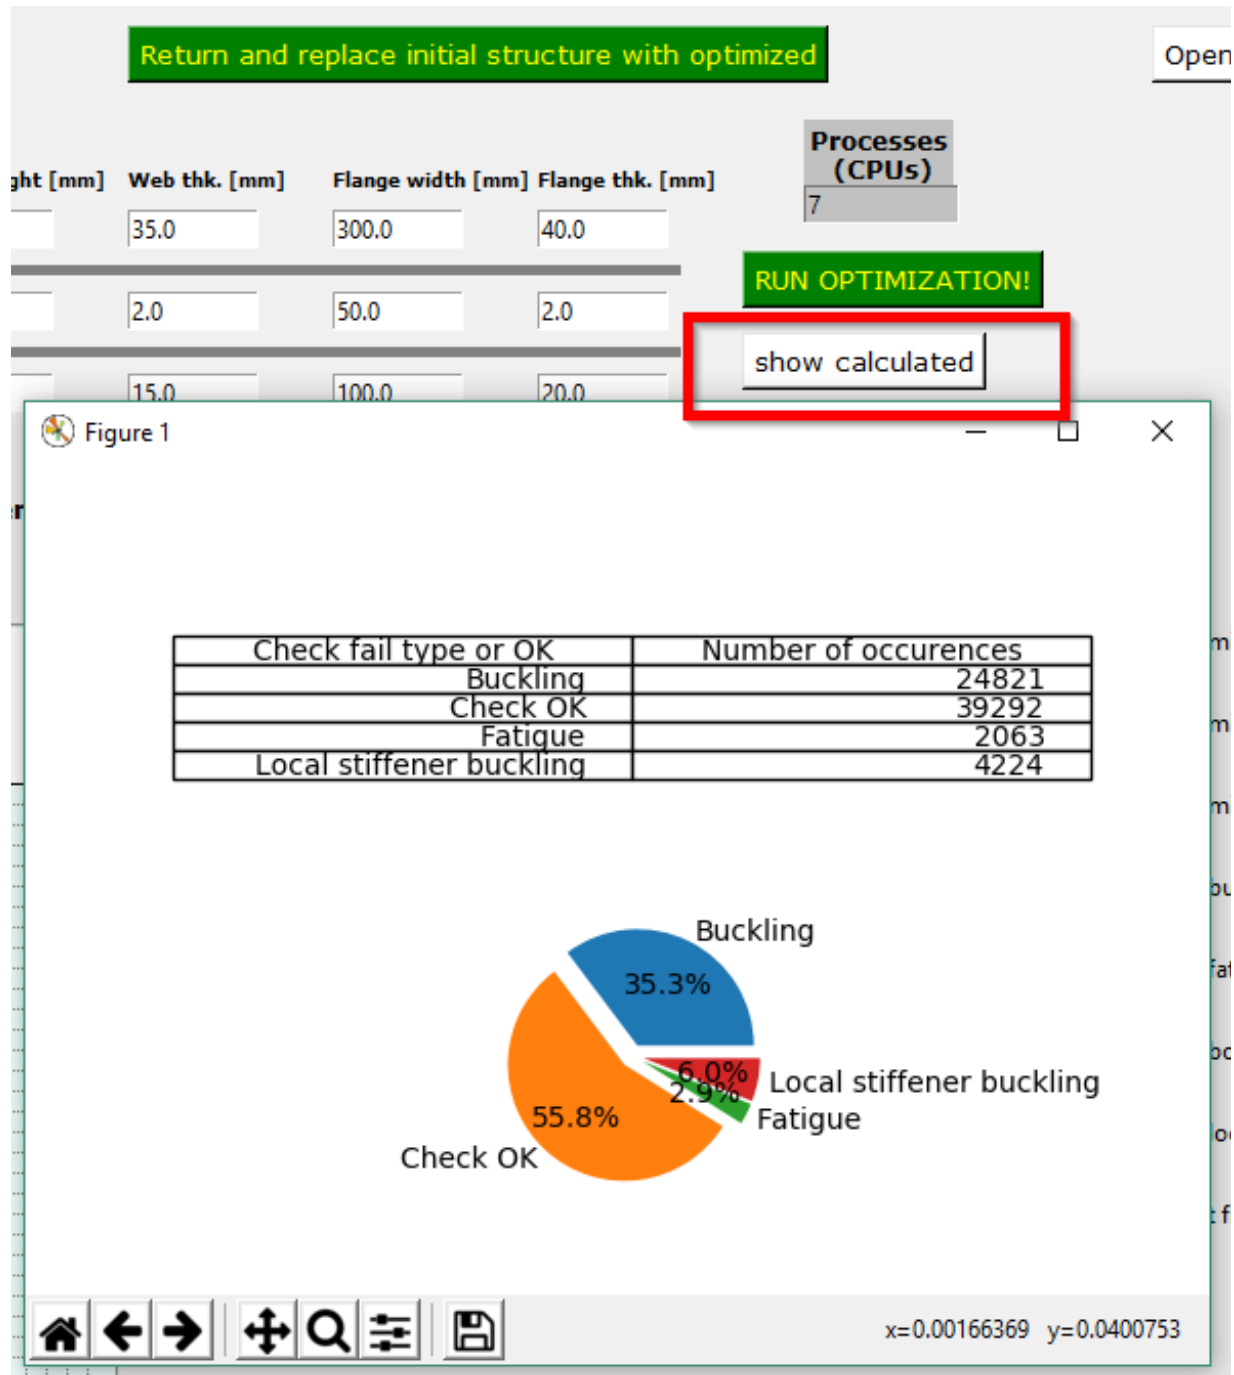 Return and replace initial structure with optimized
Open
Processes
(CPUs)
ght [mm] Web thk. [mm] Flange width [mm] Flange thk. [mm]
7
35.0 300.0 40.0
RUN OPTIMIZATION!
2.0 50.0 2.0
show calculated
15.0 100.0 20.0
Figure 1
Check fail type or OK Number of occurences
Buckling 24821
Check OK 39292
Fatigue 2063
Local stiffener buckling 4224
Buckling
35.3%
6.0%
Local stiffener buckling
2.9%
Fatigue
55.8%
Check OK
x=0.00166369 y=0.0400753